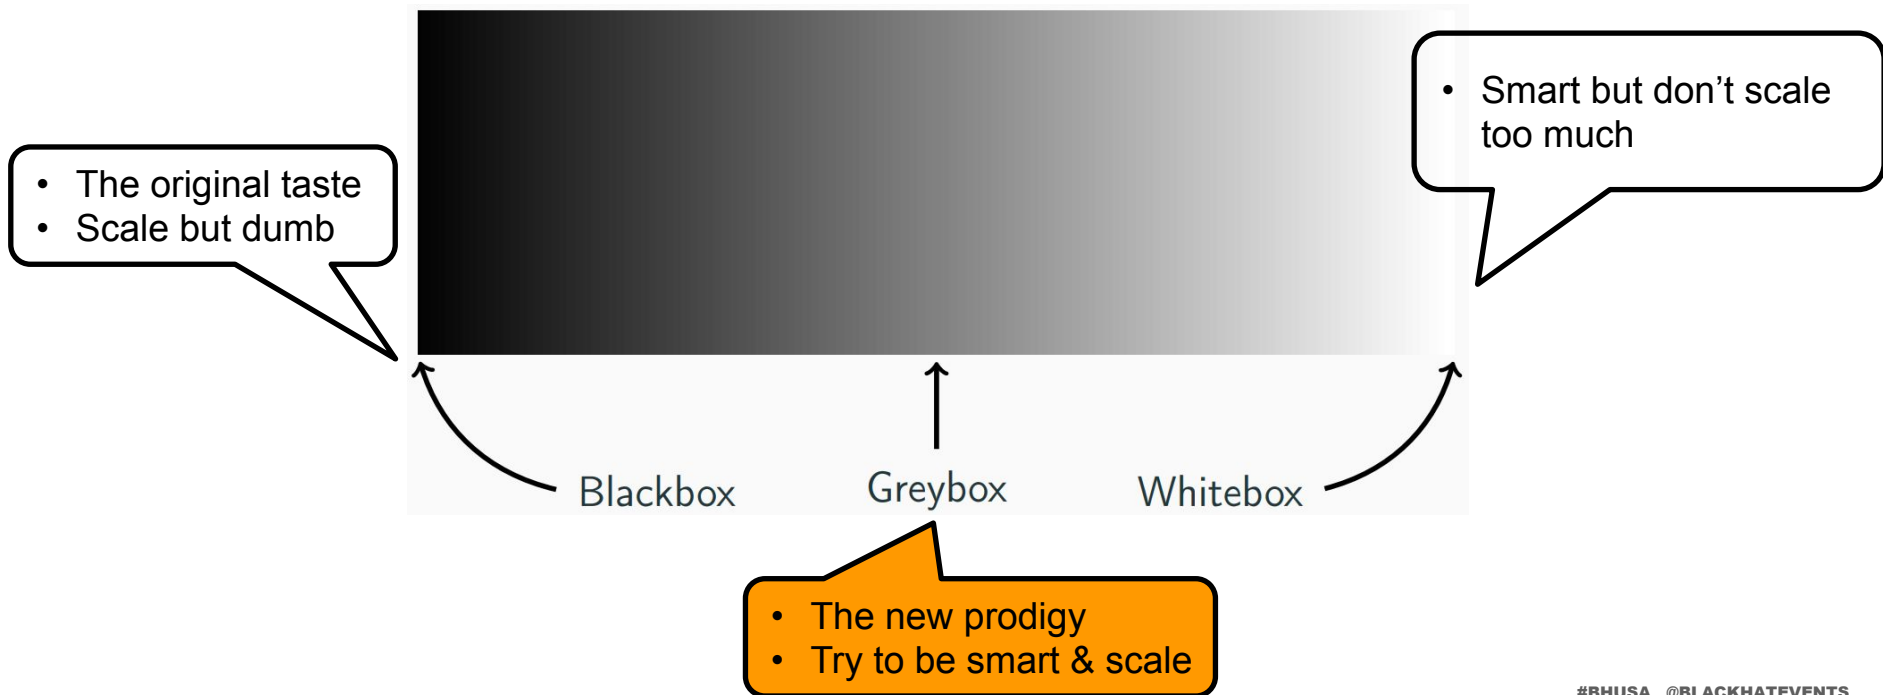 • Smart but don’t scale
too much
• The original taste
• Scale but dumb
Blackbox
Greybox
Whitebox
• The new prodigy
• Try to be smart & scale
#BHUSA @BLACKHATEVENTS